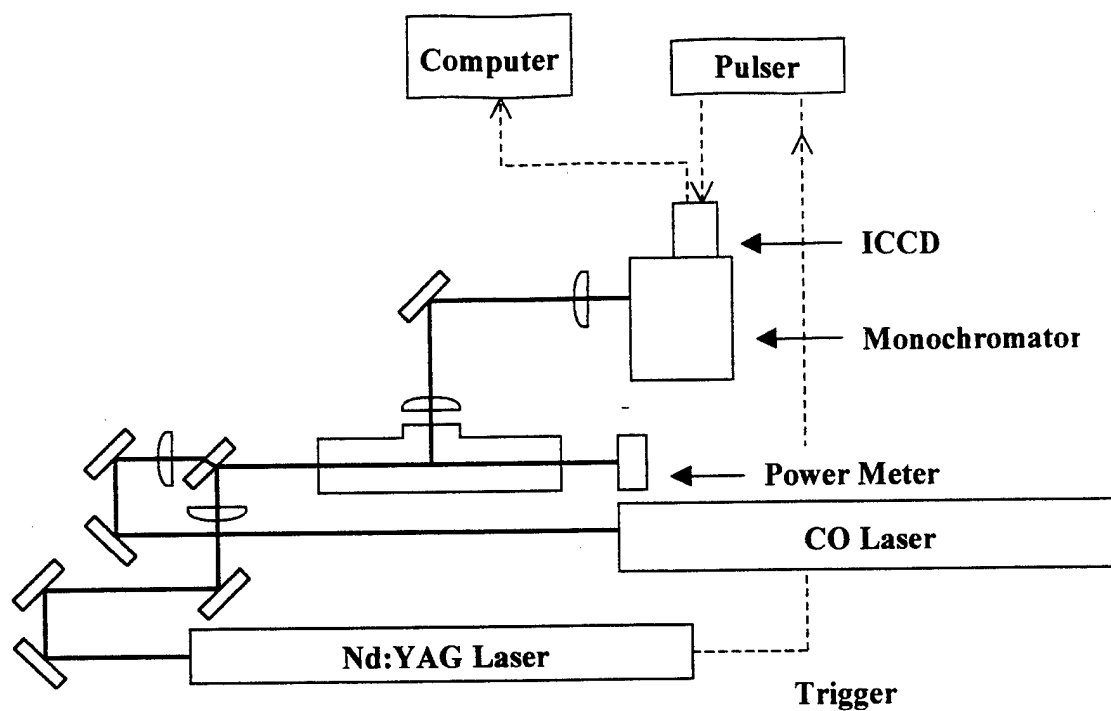 Computer
Pulser
ICCD
Monochromator
Power Meter
CO Laser
Nd:YAG Laser
Trigger